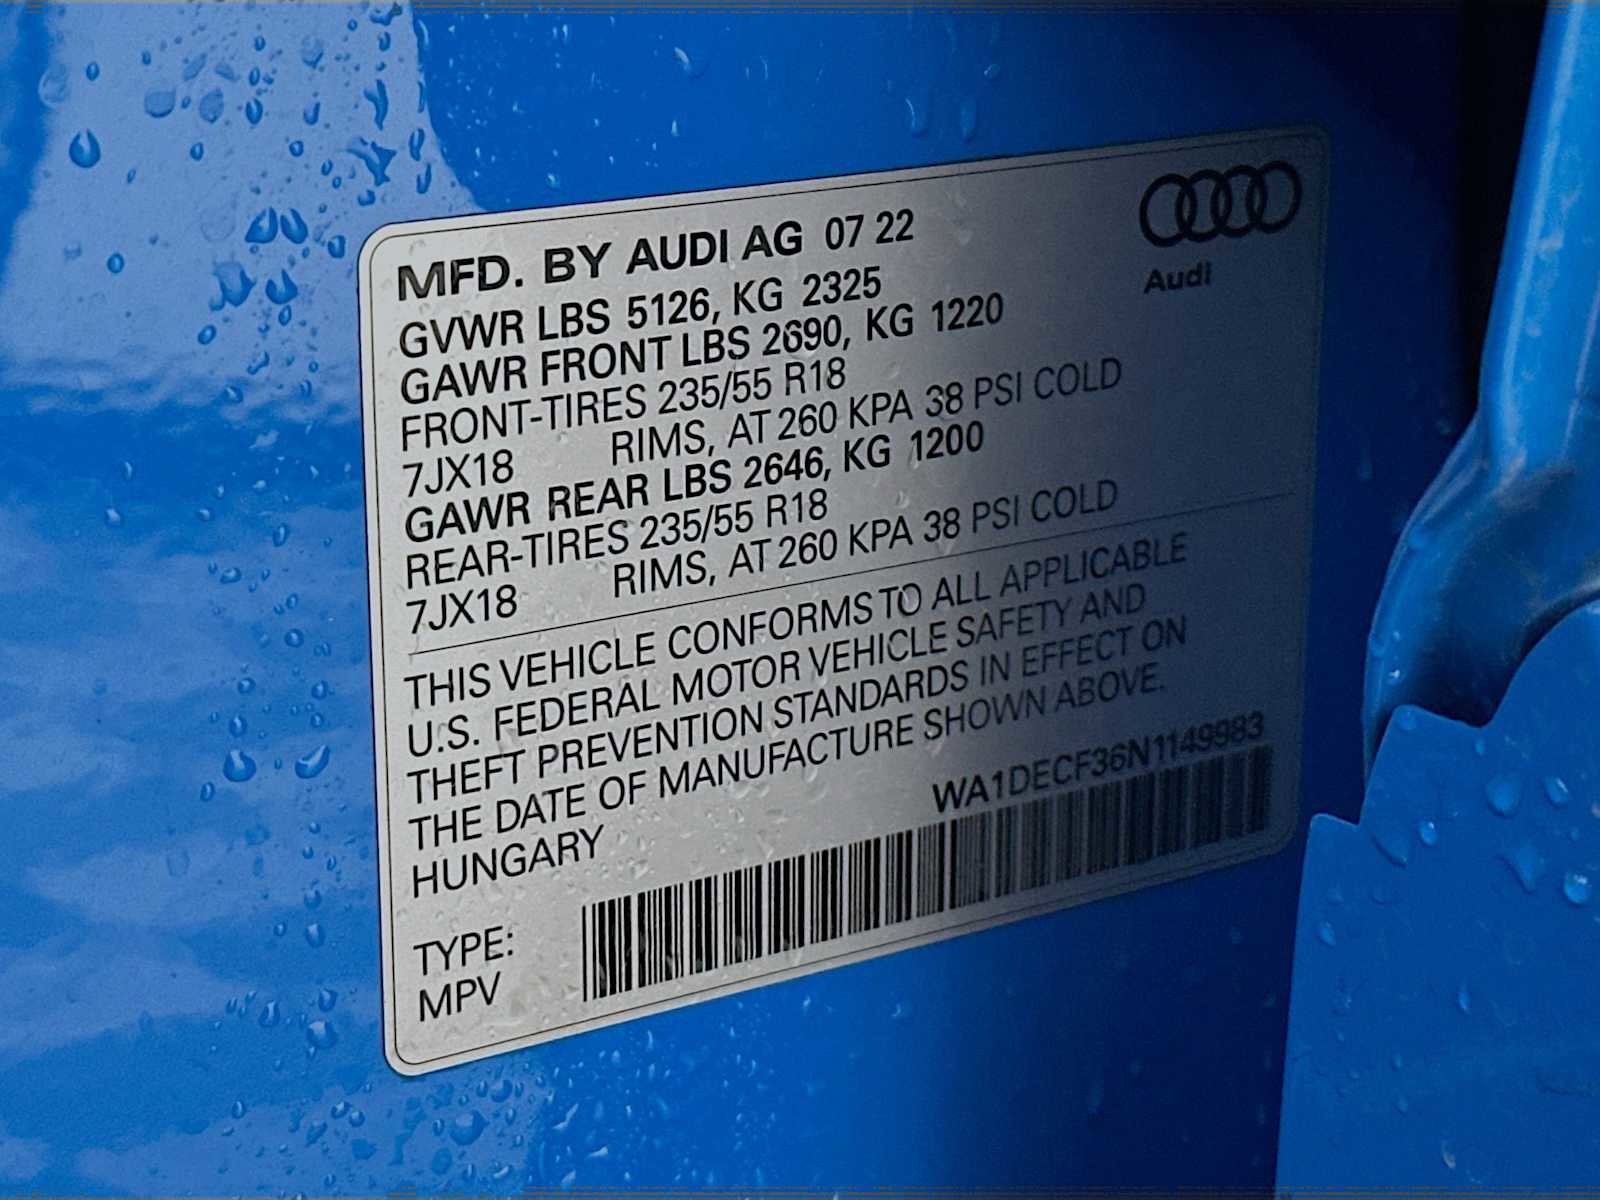 MFD. BY AUDI AG 07 22
GVWR LBS 5126, KG 2325
GAWR FRONT LBS 2690, KG 1220
FRONT-TIRES 235/55 R18
7JX18 RIMS, AT 260 KPA 38 PSI COLD
GAWR REAR LBS 2646, KG 1200
REAR-TIRES 235/55 R18
7JX18 RIMS, AT 260 KPA 38 PSI COLD
Audi
THIS VEHICLE CONFORMS TO ALL APPLICABLE
U.S. FEDERAL MOTOR VEHICLE SAFETY AND
THEFT PREVENTION STANDARDS IN EFFECT ON
THE DATE OF MANUFACTURE SHOWN ABOVE.
HUNGARY
WA1DECF36N1149983
TYPE:
MPV